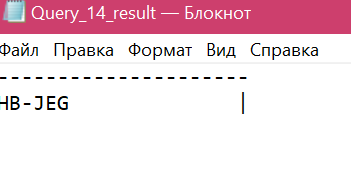 Query_14_result — Блокнот
Файл Правка Формат Вид Справка
---------------------
HB-JEG |